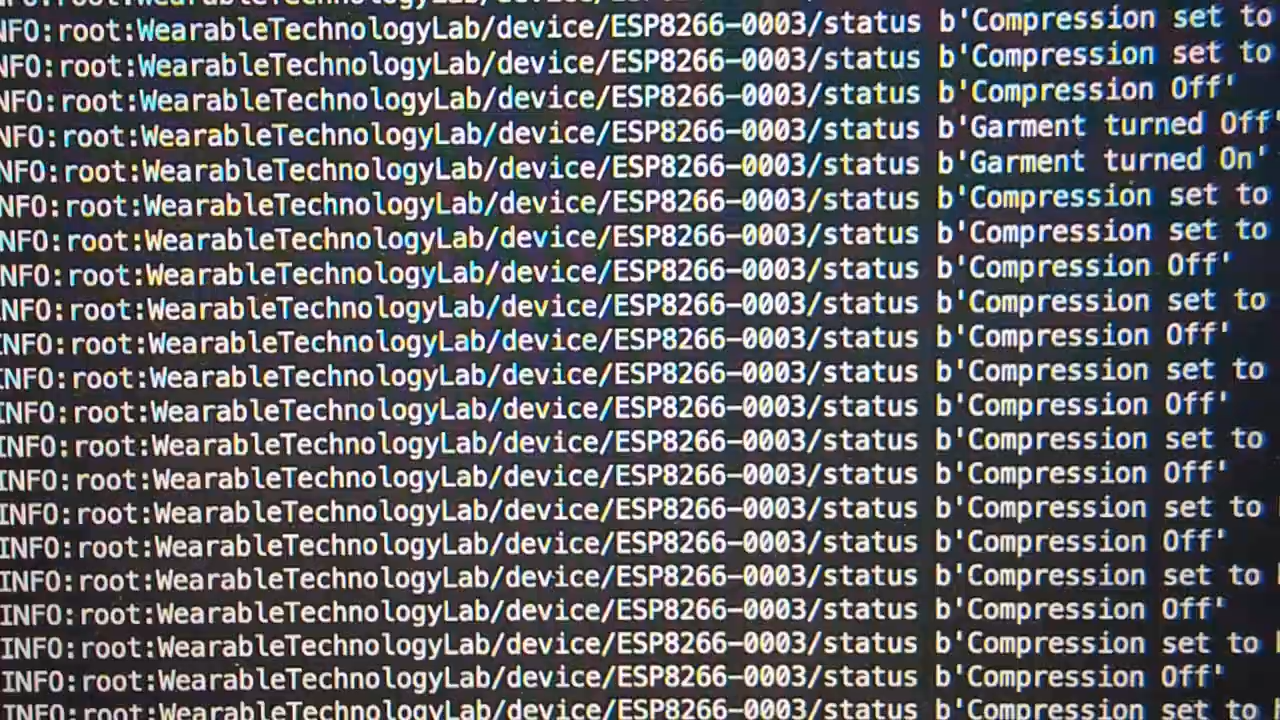 NFO:root:WearableTechnologyLab/device/ESP8266-0003/status b'Compression set to
NFO:root:WearableTechnologyLab/device/ESP8266-0003/status b'Compression set to
NFO:root:WearableTechnologyLab/device/ESP8266-0003/status b'Compression Off'
NFO:root:WearableTechnologyLab/device/ESP8266-0003/status b'Garment turned Off'
NFO:root:WearableTechnologyLab/device/ESP8266-0003/status b'Garment turned On'
NFO:root:WearableTechnologyLab/device/ESP8266-0003/status b'Compression set to
NFO:root:WearableTechnologyLab/device/ESP8266-0003/status b'Compression set to
NFO:root:WearableTechnologyLab/device/ESP8266-0003/status b'Compression Off'
INFO:root:WearableTechnologyLab/device/ESP8266-0003/status b'Compression set to
INFO:root:WearableTechnologyLab/device/ESP8266-0003/status b'Compression Off'
INFO:root:WearableTechnologyLab/device/ESP8266-0003/status b'Compression set to
INFO:root:WearableTechnologyLab/device/ESP8266-0003/status b'Compression Off'
INFO:root:WearableTechnologyLab/device/ESP8266-0003/status b'Compression set to
INFO:root:WearableTechnologyLab/device/ESP8266-0003/status b'Compression Off'
INFO:root:WearableTechnologyLab/device/ESP8266-0003/status b'Compression set to
INFO:root:WearableTechnologyLab/device/ESP8266-0003/status b'Compression Off'
INFO:root:WearableTechnologyLab/device/ESP8266-0003/status b'Compression set to
INFO:root:WearableTechnologyLab/device/ESP8266-0003/status b'Compression Off'
INFO:root:WearableTechnologyLab/device/ESP8266-0003/status b'Compression set to
INFO:root:WearableTechnologyLab/device/ESP8266-0003/status b'Compression Off'
INFO:root:WearableTechnologyLab/device/ESP8266-0003/status b'Compression set to